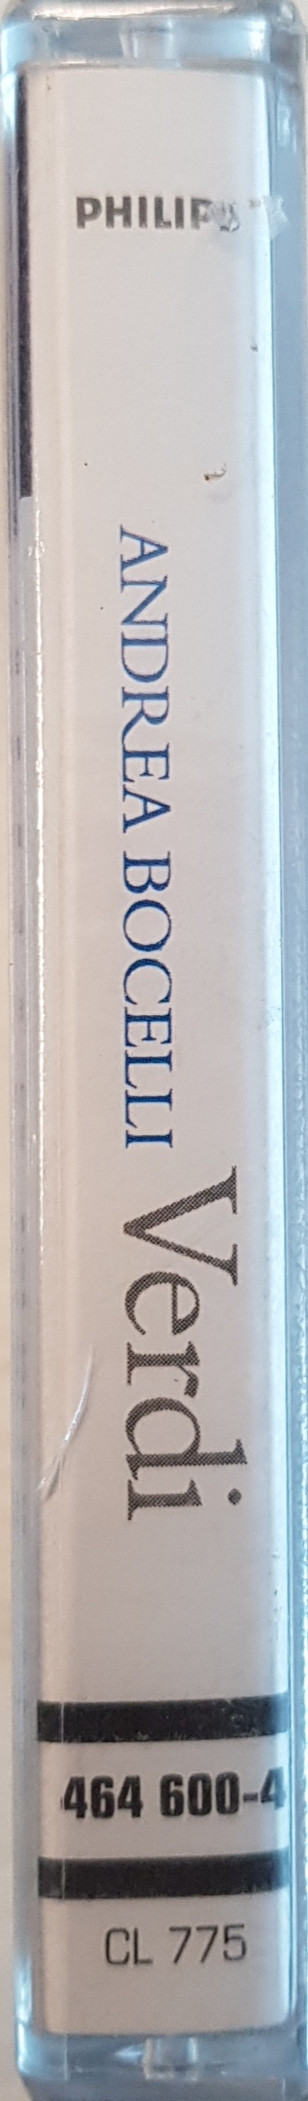 PHILIPS
ANDREA BOCELLI
Verdi
464 600-4
CL 775